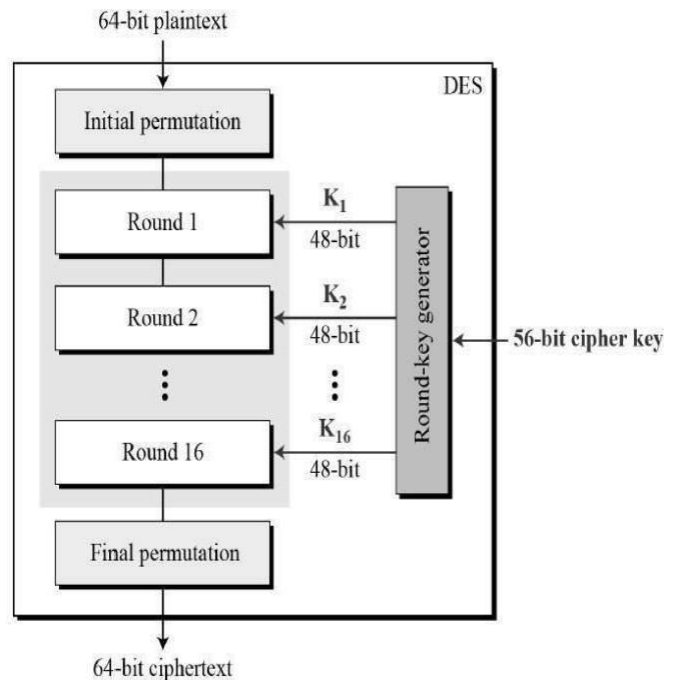 64-bit plaintext
DES
Initial permutation
Round 1
K1
48-bit
Round 2
K2
48-bit
Round 16
K16
48-bit
Round-key generator
56-bit cipher key
Final permutation
64-bit ciphertext